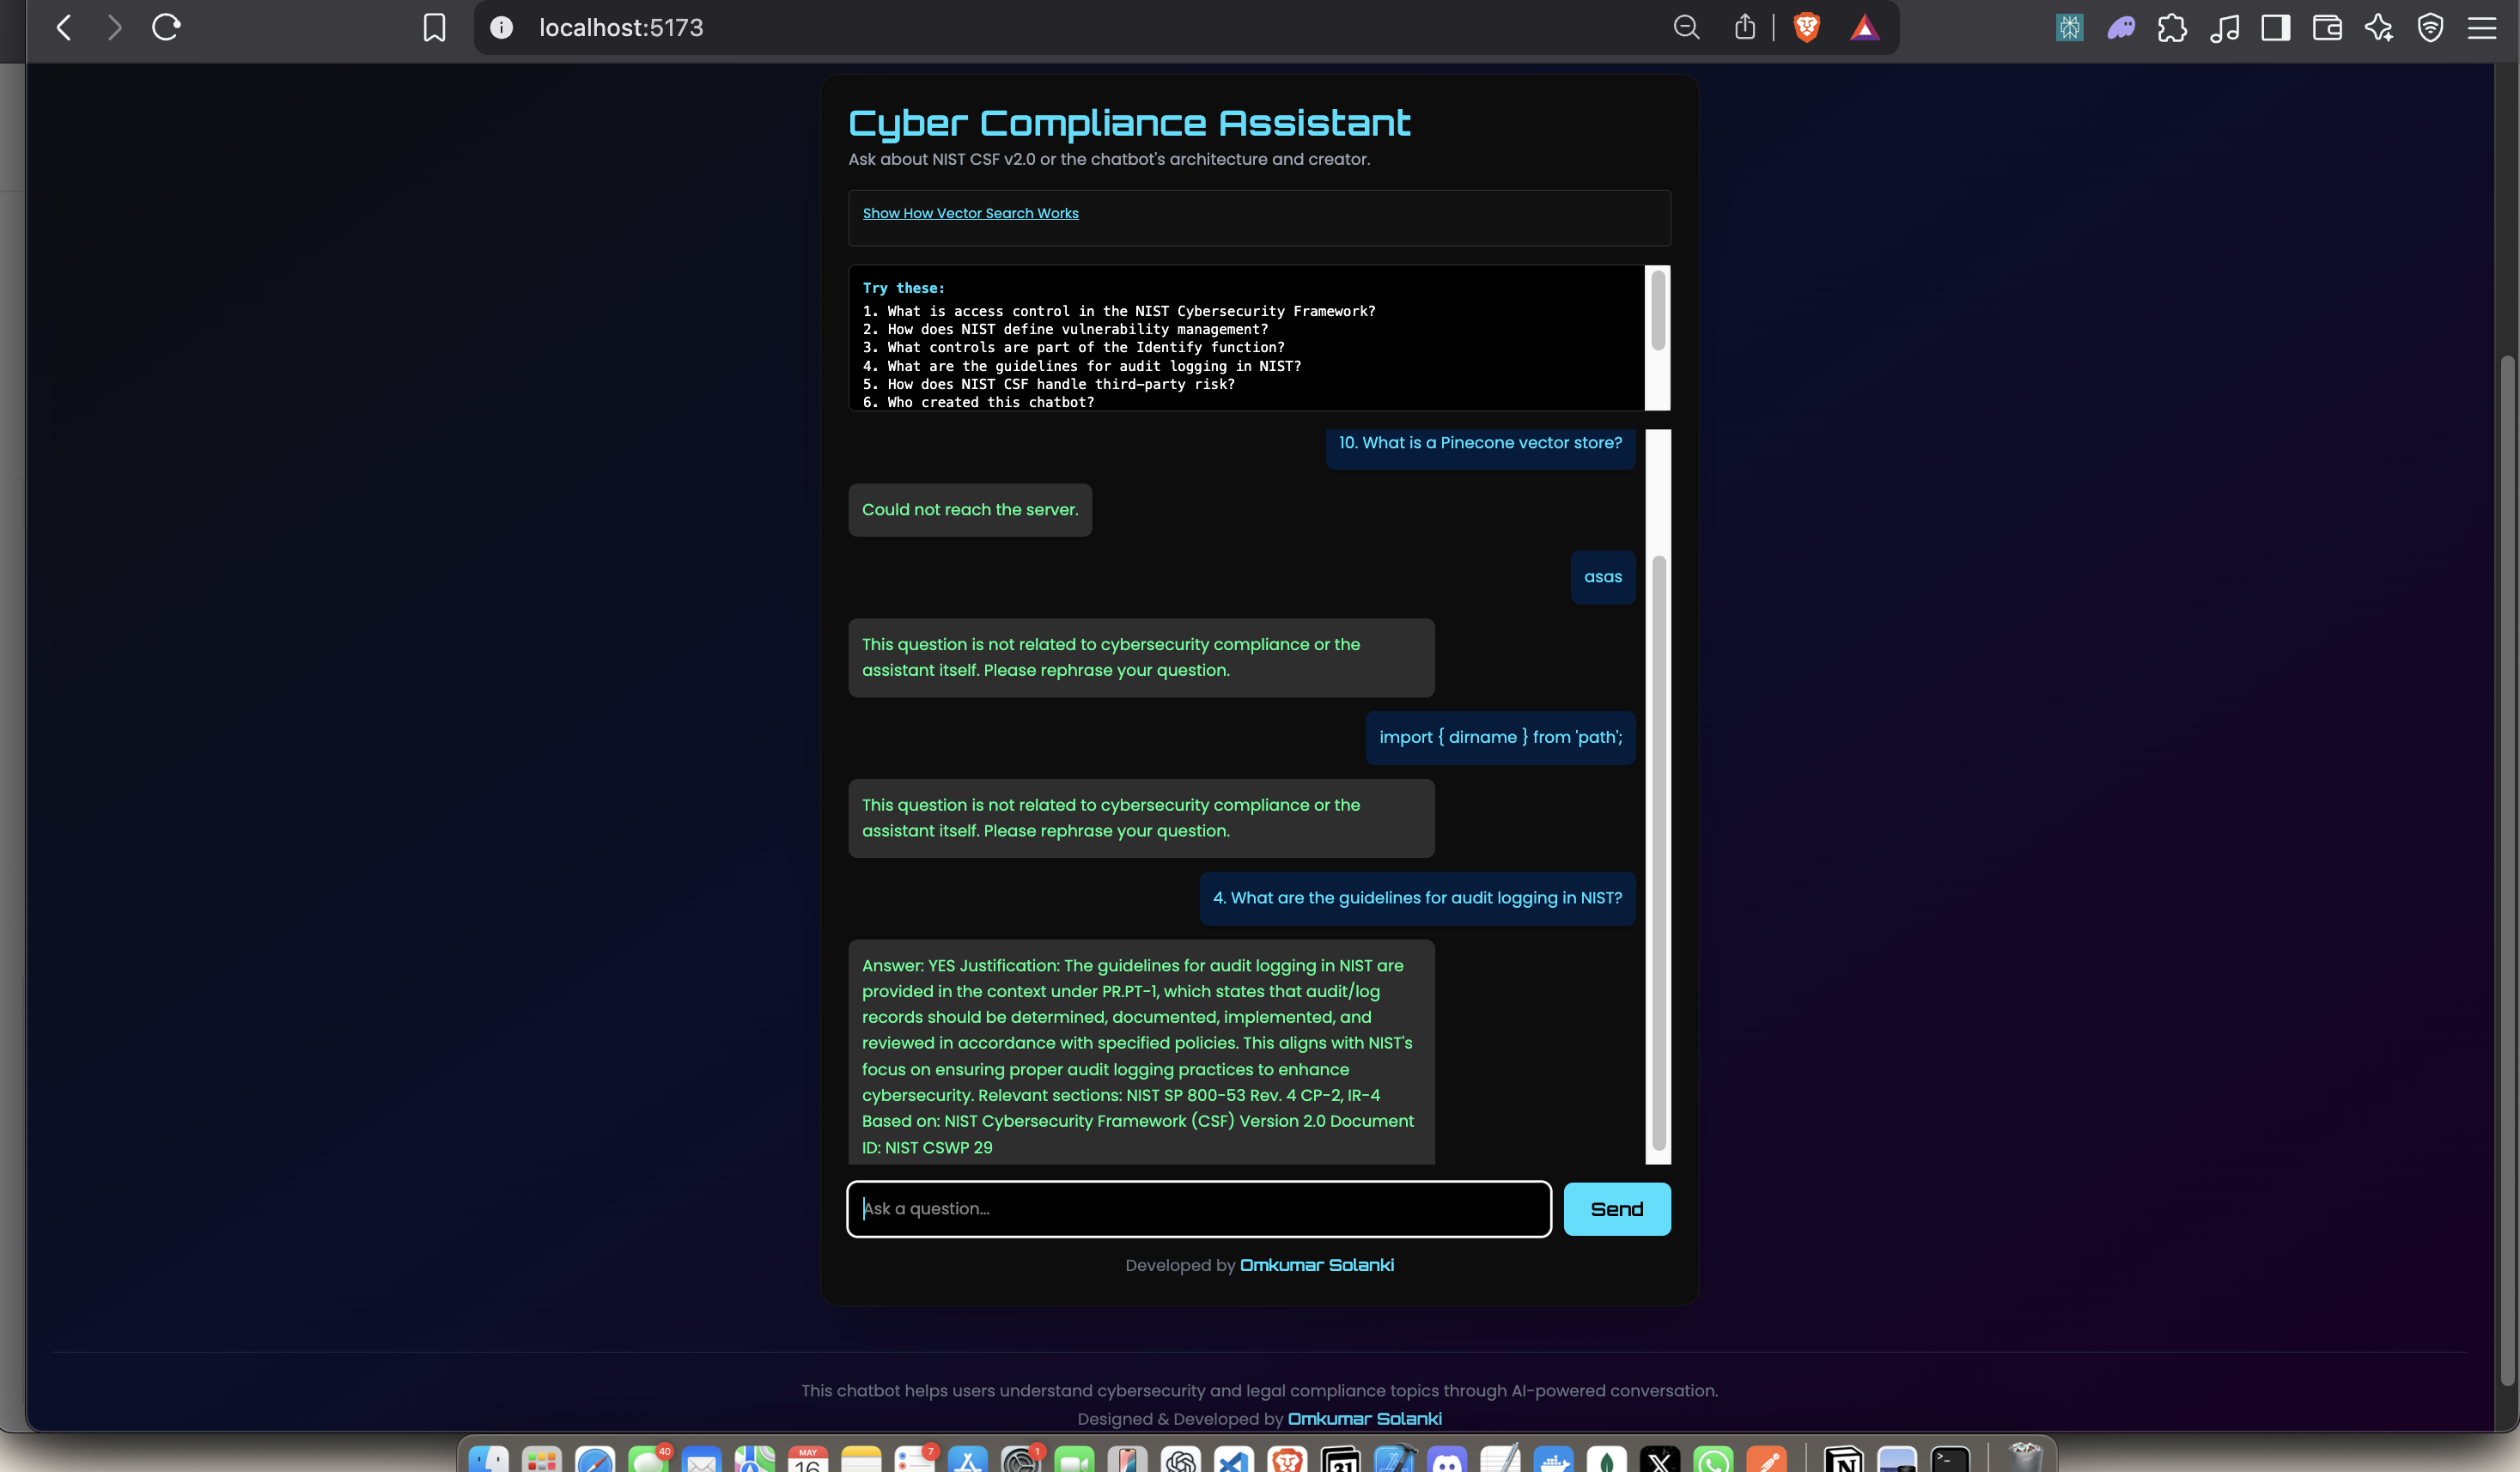 localhost:5173
Cyber Compliance Assistant
Ask about NIST CSF v2.0 or the chatbot's architecture and creator.
Show How Vector Search Works
Try these:
1. What is access control in the NIST Cybersecurity Framework?
2. How does NIST define vulnerability management?
3. What controls are part of the Identify function?
4. What are the guidelines for audit logging in NIST?
5. How does NIST CSF handle third-party risk?
6. Who created this chatbot?
10. What is a Pinecone vector store?
Could not reach the server.
asas
This question is not related to cybersecurity compliance or the
assistant itself. Please rephrase your question.
import { dirname } from 'path';
This question is not related to cybersecurity compliance or the
assistant itself. Please rephrase your question.
4. What are the guidelines for audit logging in NIST?
Answer: YES Justification: The guidelines for audit logging in NIST are
provided in the context under PR.PT-1, which states that audit/log
records should be determined, documented, implemented, and
reviewed in accordance with specified policies. This aligns with NIST's
focus on ensuring proper audit logging practices to enhance
cybersecurity. Relevant sections: NIST SP 800-53 Rev. 4 CP-2, IR-4
Based on: NIST Cybersecurity Framework (CSF) Version 2.0 Document
ID: NIST CSWP 29
Ask a question...
Send
Developed by Omkumar Solanki
This chatbot helps users understand cybersecurity and legal compliance topics through AI-powered conversation.
Designed & Developed by Omkumar Solanki
40
MAY
16
7
1
31